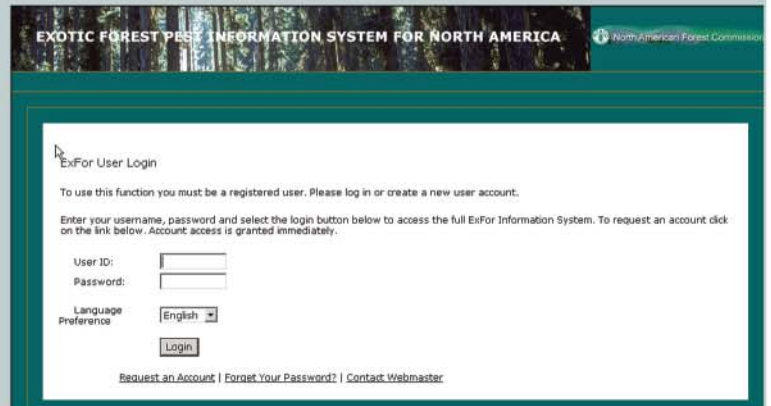 EXOTIC FOREST PEST INFORMATION SYSTEM FOR NORTH AMERICA
North American Forest Commission
ExFor User Login
To use this function you must be a registered user. Please log in or create a new user account.
Enter your username, password and select the login button below to access the full ExFor Information System. To request an account click
on the link below. Account access is granted immediately.
User ID:
Password:
Language
Preference
English
Login
Request an Account | Forget Your Password? | Contact Webmaster